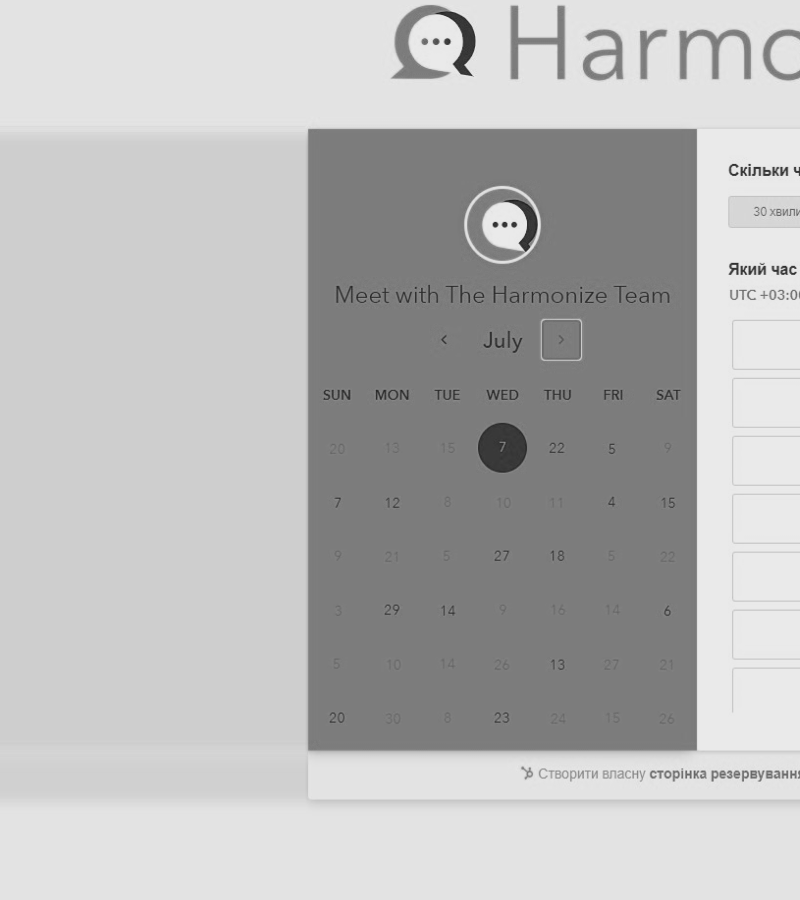 Harmo
Скільки ч
30 хвили
Який час
UTC +03:00
Meet with The Harmonize Team
July
SUN MON TUE WED THU FRI SAT
20 13 15 7 22 5 9
7 12 8 10 11 4 15
9 21 5 27 18 5 22
3 29 14 9 16 14 6
5 10 14 26 13 27 21
20 30 8 23 24 15 26
Створити власну сторінка резервування